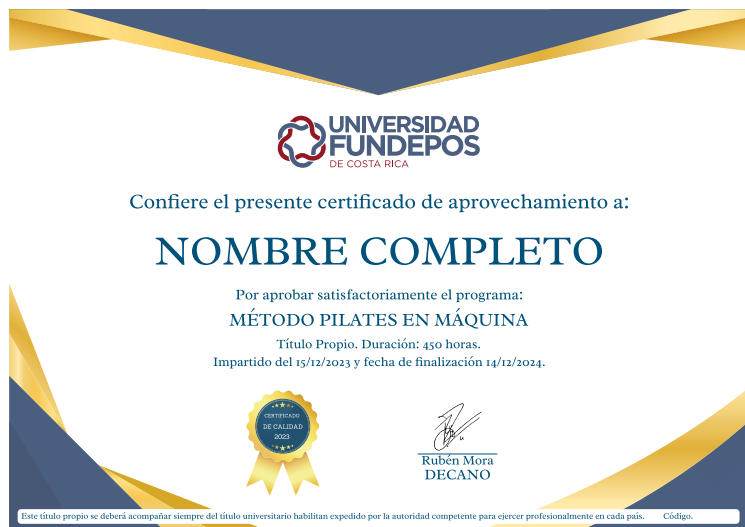 UNIVERSIDAD
FUNDEPOS
DE COSTA RICA
Confiere el presente certificado de aprovechamiento a:
NOMBRE COMPLETO
Por aprobar satisfactoriamente el programa:
MÉTODO PILATES EN MÁQUINA
Título Propio. Duración: 450 horas.
Impartido del 15/12/2023 y fecha de finalización 14/12/2024.
CERTIFICADO
DE CALIDAD
2023
Rubén Mora
DECANO
Este título propio se deberá acompañar siempre del título universitario habilitan expedido por la autoridad competente para ejercer profesionalmente en cada país. Código.